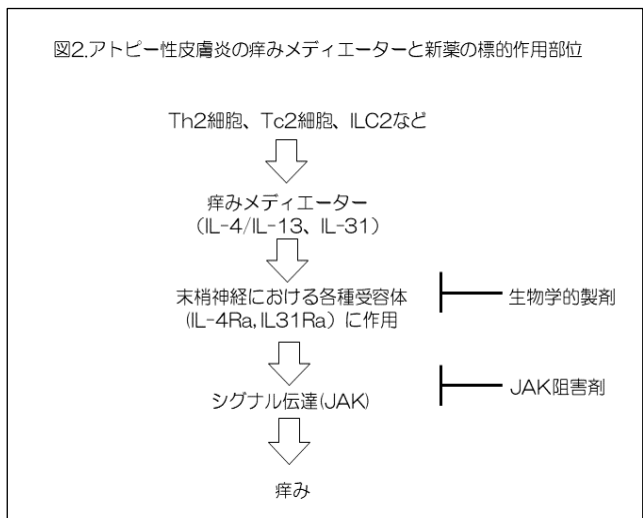 図2.アトピー性皮膚炎の痒みメディエーターと新薬の標的作用部位
Th2細胞、Tc2細胞、ILC2など
痒みメディエーター
(IL-4/IL-13、IL-31)
末梢神経における各種受容体
(IL-4Ra,IL31Ra）に作用
生物学的製剤
シグナル伝達(JAK)
JAK阻害剤
痒み